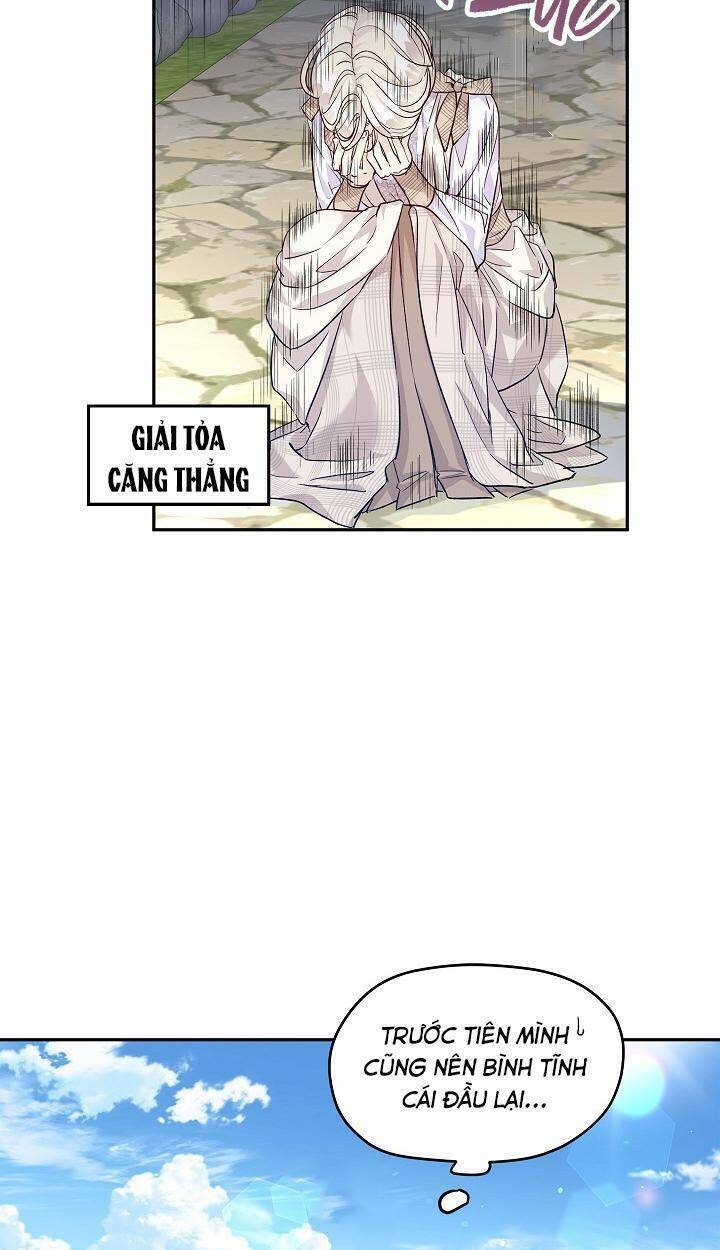 GIẢI TỎA
CĂNG THẲNG
TRƯỚC TIÊN MÌNH
CŨNG NÊN BÌNH TĨNH
CÁI ĐẦU LẠI...